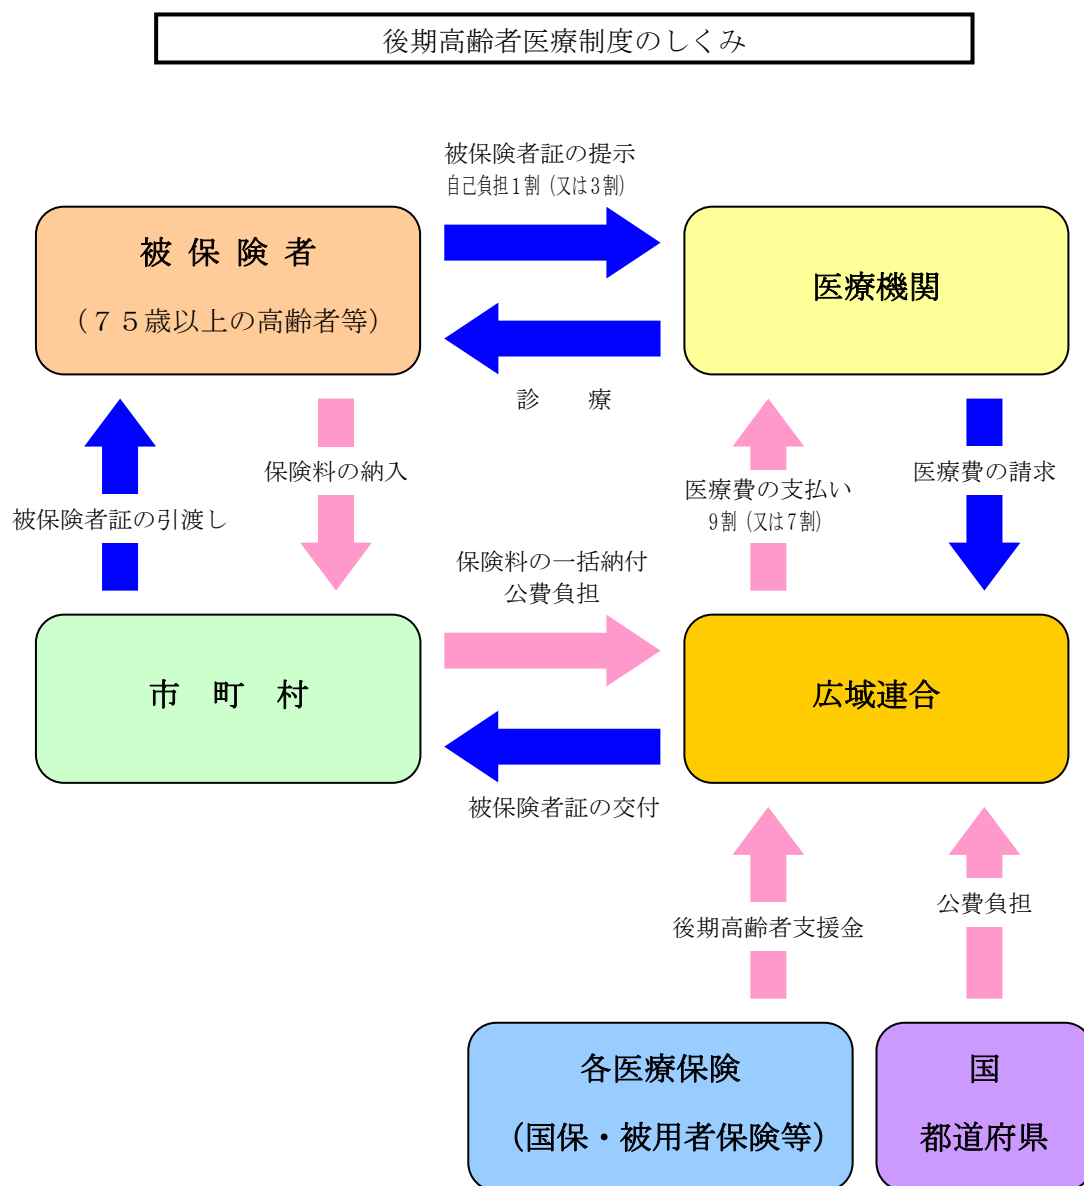 後期高齢者医療制度のしくみ
被保険者証の提示
自己負担1割（又は3割）
被 保 険 者
（７５歳以上の高齢者等）
医療機関
診　　療
保険料の納入
被保険者証の引渡し
医療費の支払い
9割（又は7割）
医療費の請求
保険料の一括納付
公費負担
市　町　村
広域連合
被保険者証の交付
後期高齢者支援金
公費負担
各医療保険
（国保・被用者保険等）
国
都道府県